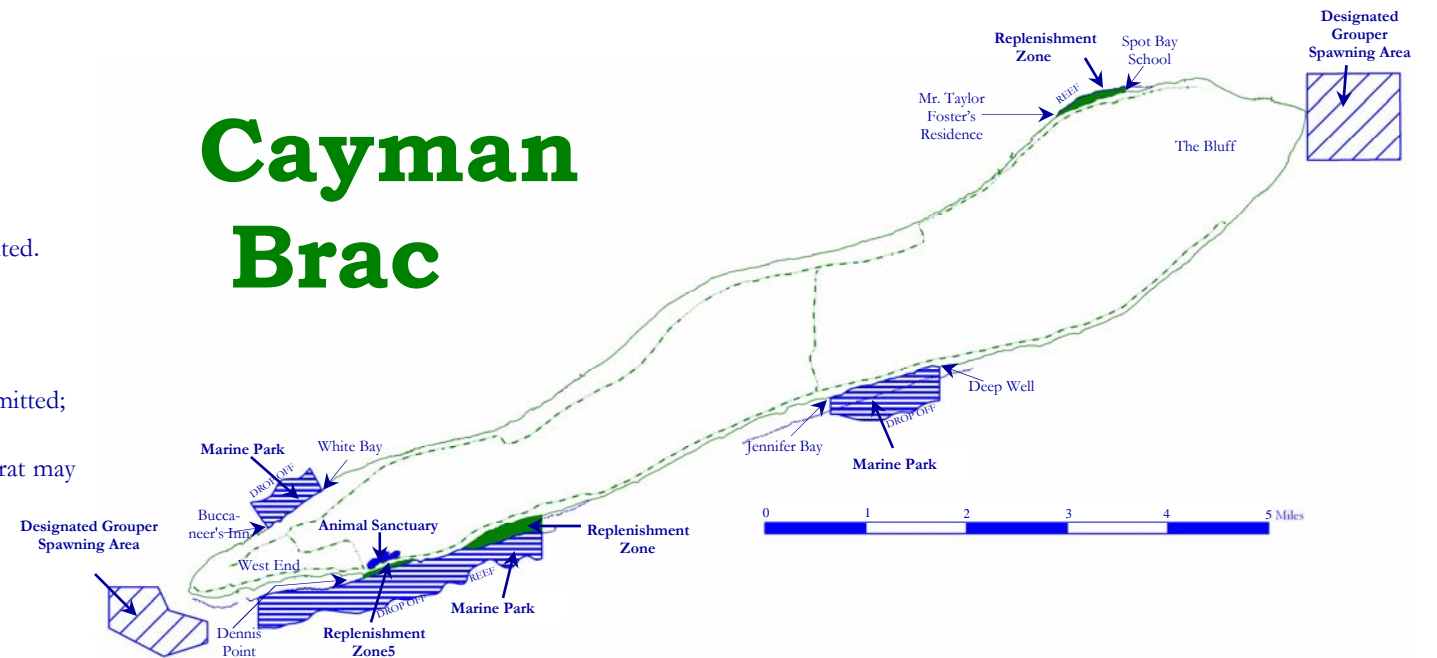 Designated
Grouper
Spawning Area
Replenishment
Zone
Spot Bay
School
REEF
Mr. Taylor
Foster's
Residence
The Bluff
Cayman
Brac
ted.
mitted;
rat may
Deep Well
DROP OFF
Jennifer Bay
Marine Park
Marine Park
White Bay
DROP OFF
Bucca-
neer's Inn
Designated Grouper
Spawning Area
Animal Sanctuary
Replenishment
Zone
0 1 2 3 4 5 Miles
West End
REEF
DROP OFF
Marine Park
Dennis
Point
Replenishment
Zone5